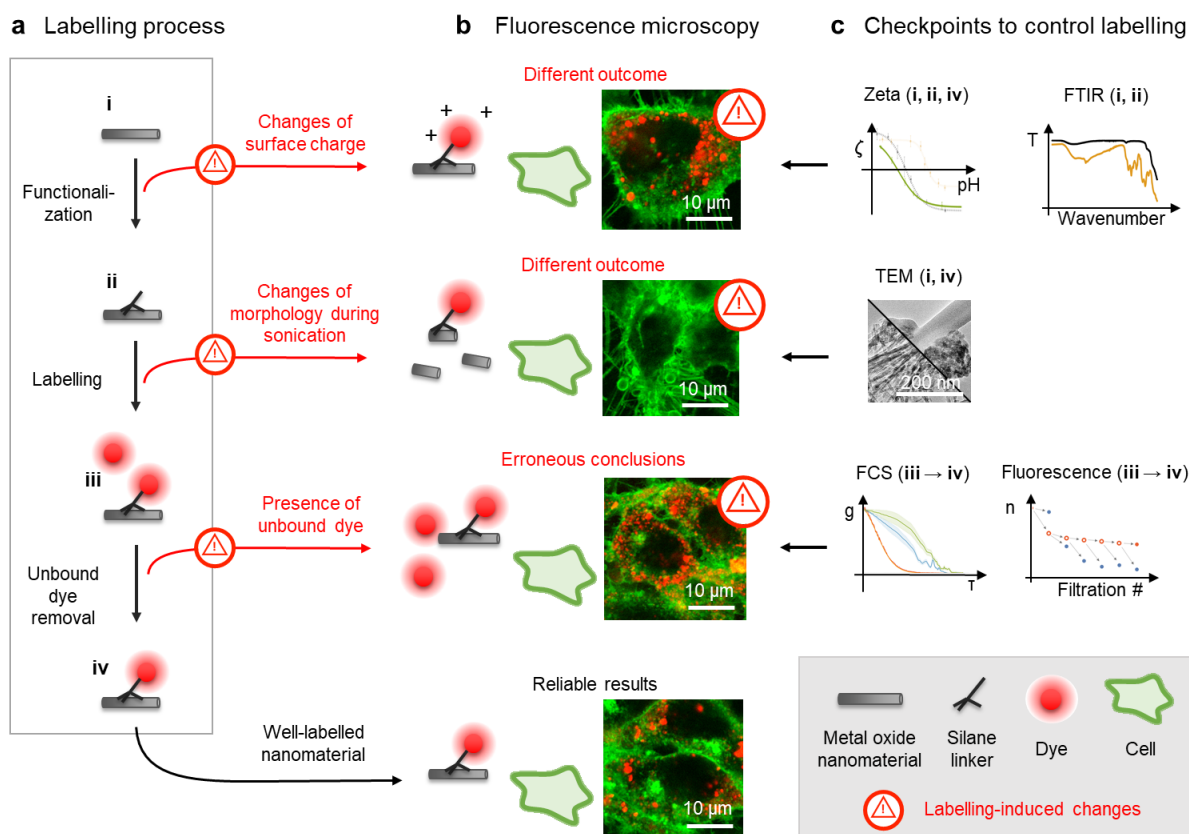 a Labelling process
i
Functionali-
zation
ii
Labelling
iii
Unbound
dye
removal
iv
Changes of
surface charge
Changes of
morphology during
sonication
Presence of
unbound dye
Well-labelled
nanomaterial
b Fluorescence microscopy
Different outcome
+ + +
10 µm
Different outcome
10 µm
Erroneous conclusions
10 µm
Reliable results
10 µm
c Checkpoints to control labelling
Zeta (i, ii, iv)
ζ
pH
FTIR (i, ii)
T
Wavenumber
TEM (i, iv)
200 nm
FCS (iii → iv)
g
τ
Fluorescence (iii → iv)
n
Filtration #
Metal oxide
nanomaterial
Silane
linker
Dye
Cell
Labelling-induced changes